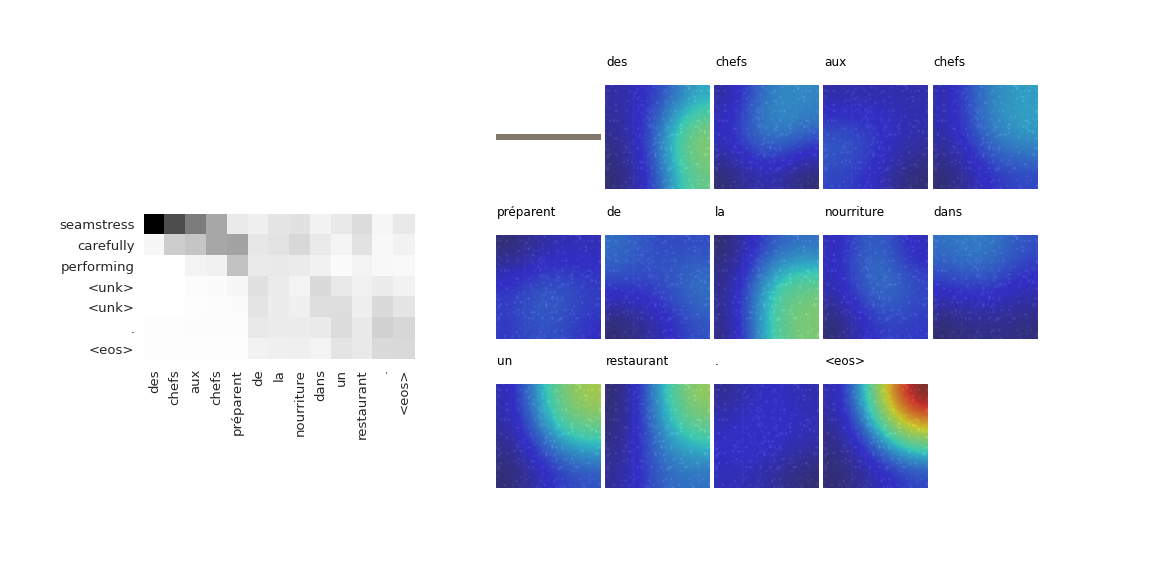 des chefs aux chefs
préparent de la nourriture dans
un restaurant . <eos>
seamstress
carefully
performing
<unk>
<unk>
.
<eos>
des chefs aux chefs préparent de la nourriture dans un restaurant . <eos>